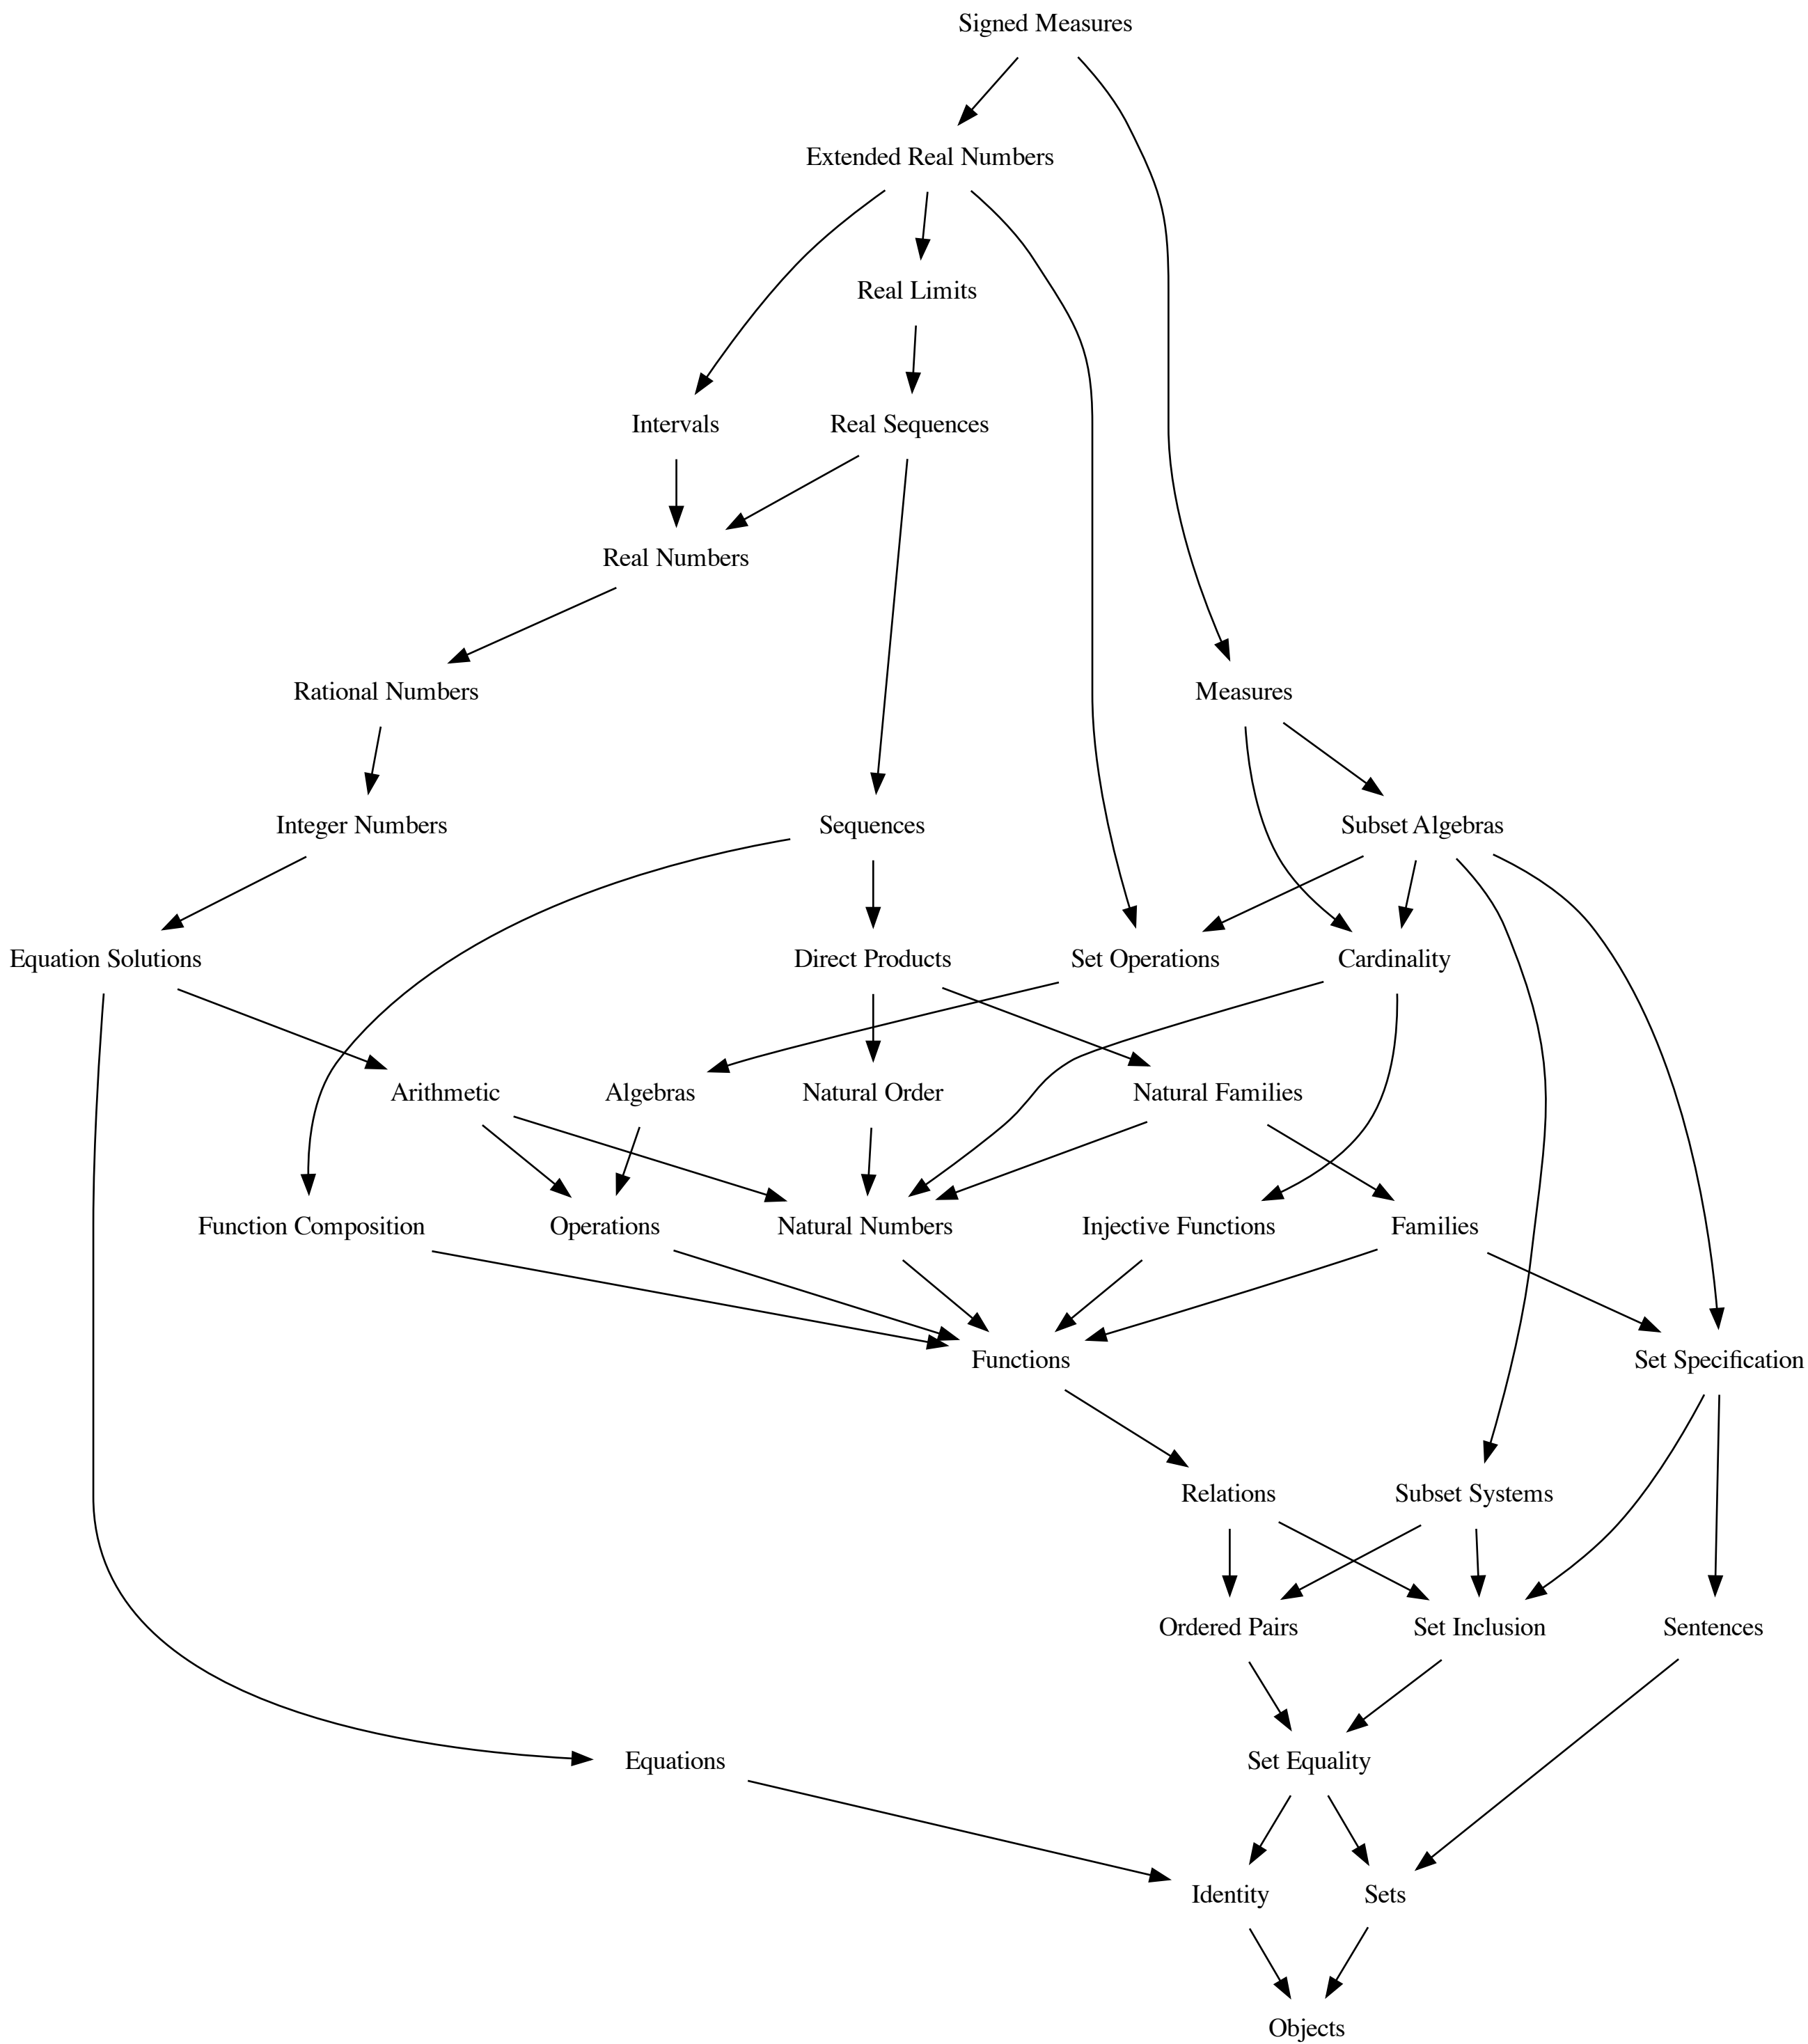 Signed Measures
Extended Real Numbers
Real Limits
Intervals
Real Sequences
Real Numbers
Rational Numbers
Measures
Integer Numbers
Sequences
Subset Algebras
Equation Solutions
Direct Products
Set Operations
Cardinality
Arithmetic
Algebras
Natural Order
Natural Families
Function Composition
Operations
Natural Numbers
Injective Functions
Families
Functions
Set Specification
Relations
Subset Systems
Ordered Pairs
Set Inclusion
Sentences
Equations
Set Equality
Identity
Sets
Objects